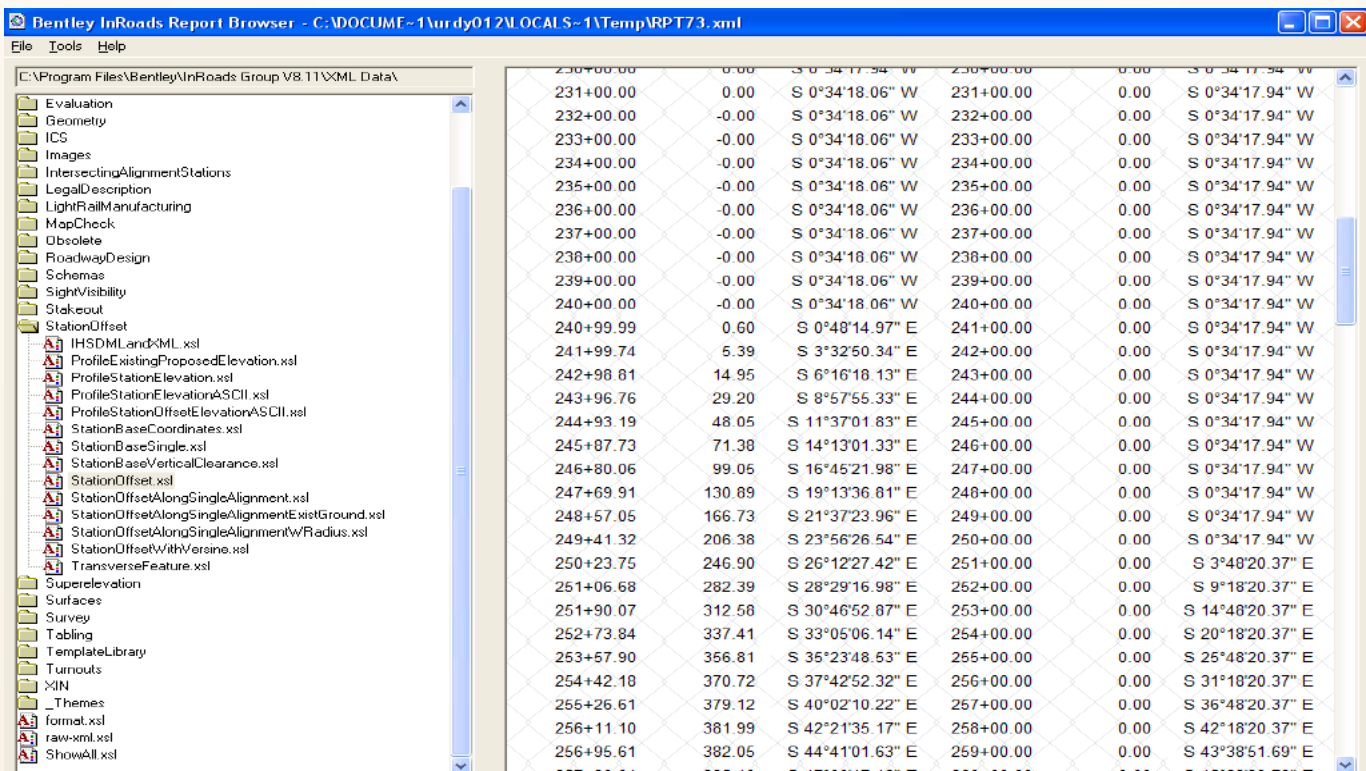 Bentley InRoads Report Browser - C:\DOCUME~1\urdy012\LOCALS~1\Temp\RPT73.xml
File Tools Help
C:\Program Files\Bentley\InRoads Group V8.11\XML Data\
Evaluation
Geometry
ICS
Images
IntersectingAlignmentStations
LegalDescription
LightRailManufacturing
MapCheck
Obsolete
RoadwayDesign
Schemas
SightVisibility
Stakeout
StationOffset
IHSDMLandXML.xsl
ProfileExistingProposedElevation.xsl
ProfileStationElevation.xsl
ProfileStationElevationASCII.xsl
ProfileStationOffsetElevationASCII.xsl
StationBaseCoordinates.xsl
StationBaseSingle.xsl
StationBaseVerticalClearance.xsl
StationOffset.xsl
StationOffsetAlongSingleAlignment.xsl
StationOffsetAlongSingleAlignmentExistGround.xsl
StationOffsetAlongSingleAlignmentWRadius.xsl
StationOffsetWithVersine.xsl
TransverseFeature.xsl
Superelevation
Surfaces
Survey
Tabling
TemplateLibrary
Turnouts
XIN
_Themes
format.xsl
raw-xml.xsl
ShowAll.xsl
230+00.00 0.00 S 0°34'17.94" W 230+00.00 0.00 S 0°34'17.94" W
231+00.00 0.00 S 0°34'18.06" W 231+00.00 0.00 S 0°34'17.94" W
232+00.00 -0.00 S 0°34'18.06" W 232+00.00 0.00 S 0°34'17.94" W
233+00.00 -0.00 S 0°34'18.06" W 233+00.00 0.00 S 0°34'17.94" W
234+00.00 -0.00 S 0°34'18.06" W 234+00.00 0.00 S 0°34'17.94" W
235+00.00 -0.00 S 0°34'18.06" W 235+00.00 0.00 S 0°34'17.94" W
236+00.00 -0.00 S 0°34'18.06" W 236+00.00 0.00 S 0°34'17.94" W
237+00.00 -0.00 S 0°34'18.06" W 237+00.00 0.00 S 0°34'17.94" W
238+00.00 -0.00 S 0°34'18.06" W 238+00.00 0.00 S 0°34'17.94" W
239+00.00 -0.00 S 0°34'18.06" W 239+00.00 0.00 S 0°34'17.94" W
240+00.00 -0.00 S 0°34'18.06" W 240+00.00 0.00 S 0°34'17.94" W
240+99.99 0.60 S 0°48'14.97" E 241+00.00 0.00 S 0°34'17.94" W
241+99.74 5.39 S 3°32'50.34" E 242+00.00 0.00 S 0°34'17.94" W
242+98.81 14.95 S 6°16'18.13" E 243+00.00 0.00 S 0°34'17.94" W
243+96.76 29.20 S 8°57'55.33" E 244+00.00 0.00 S 0°34'17.94" W
244+93.19 48.05 S 11°37'01.83" E 245+00.00 0.00 S 0°34'17.94" W
245+87.73 71.38 S 14°13'01.33" E 246+00.00 0.00 S 0°34'17.94" W
246+80.06 99.05 S 16°45'21.98" E 247+00.00 0.00 S 0°34'17.94" W
247+69.91 130.89 S 19°13'36.81" E 248+00.00 0.00 S 0°34'17.94" W
248+57.05 166.73 S 21°37'23.96" E 249+00.00 0.00 S 0°34'17.94" W
249+41.32 206.38 S 23°56'26.54" E 250+00.00 0.00 S 0°34'17.94" W
250+23.75 246.90 S 26°12'27.42" E 251+00.00 0.00 S 3°48'20.37" E
251+06.68 282.39 S 28°29'16.98" E 252+00.00 0.00 S 9°18'20.37" E
251+90.07 312.58 S 30°46'52.87" E 253+00.00 0.00 S 14°48'20.37" E
252+73.84 337.41 S 33°05'06.14" E 254+00.00 0.00 S 20°18'20.37" E
253+57.90 356.81 S 35°23'48.53" E 255+00.00 0.00 S 25°48'20.37" E
254+42.18 370.72 S 37°42'52.32" E 256+00.00 0.00 S 31°18'20.37" E
255+26.61 379.12 S 40°02'10.22" E 257+00.00 0.00 S 36°48'20.37" E
256+11.10 381.99 S 42°21'35.17" E 258+00.00 0.00 S 42°18'20.37" E
256+95.61 382.05 S 44°41'01.63" E 259+00.00 0.00 S 43°38'51.69" E